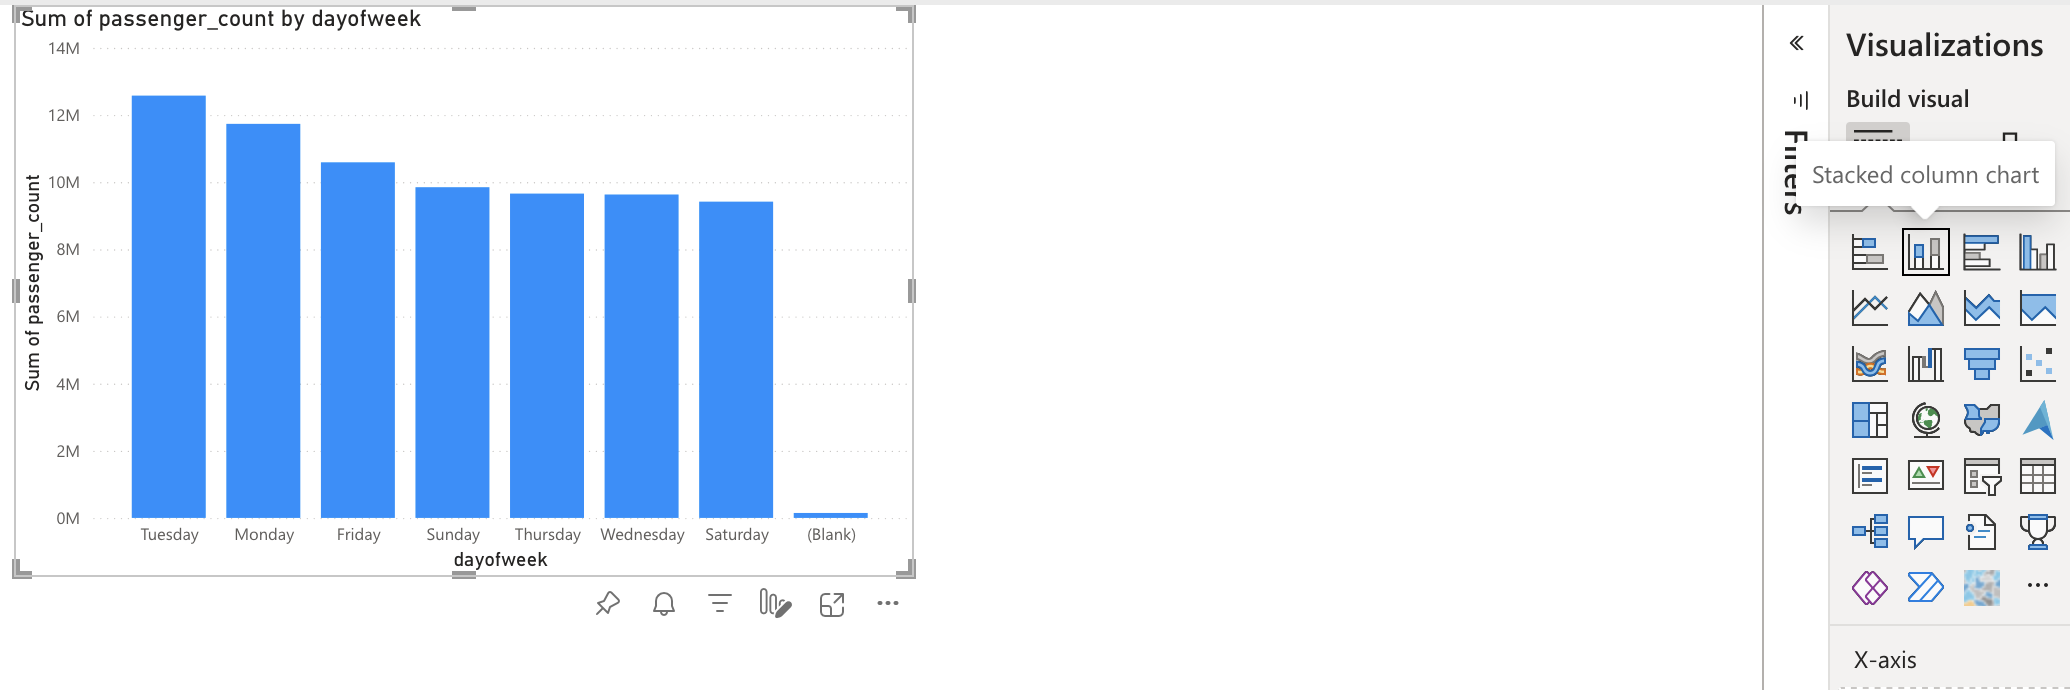 Sum of passenger_count by dayofweek
14M
12M
10M
8M
6M
4M
2M
0M
Sum of passenger_count
Tuesday Monday Friday Sunday Thursday Wednesday Saturday (Blank)
dayofweek
Filters
Visualizations
Build visual
Stacked column chart
X-axis